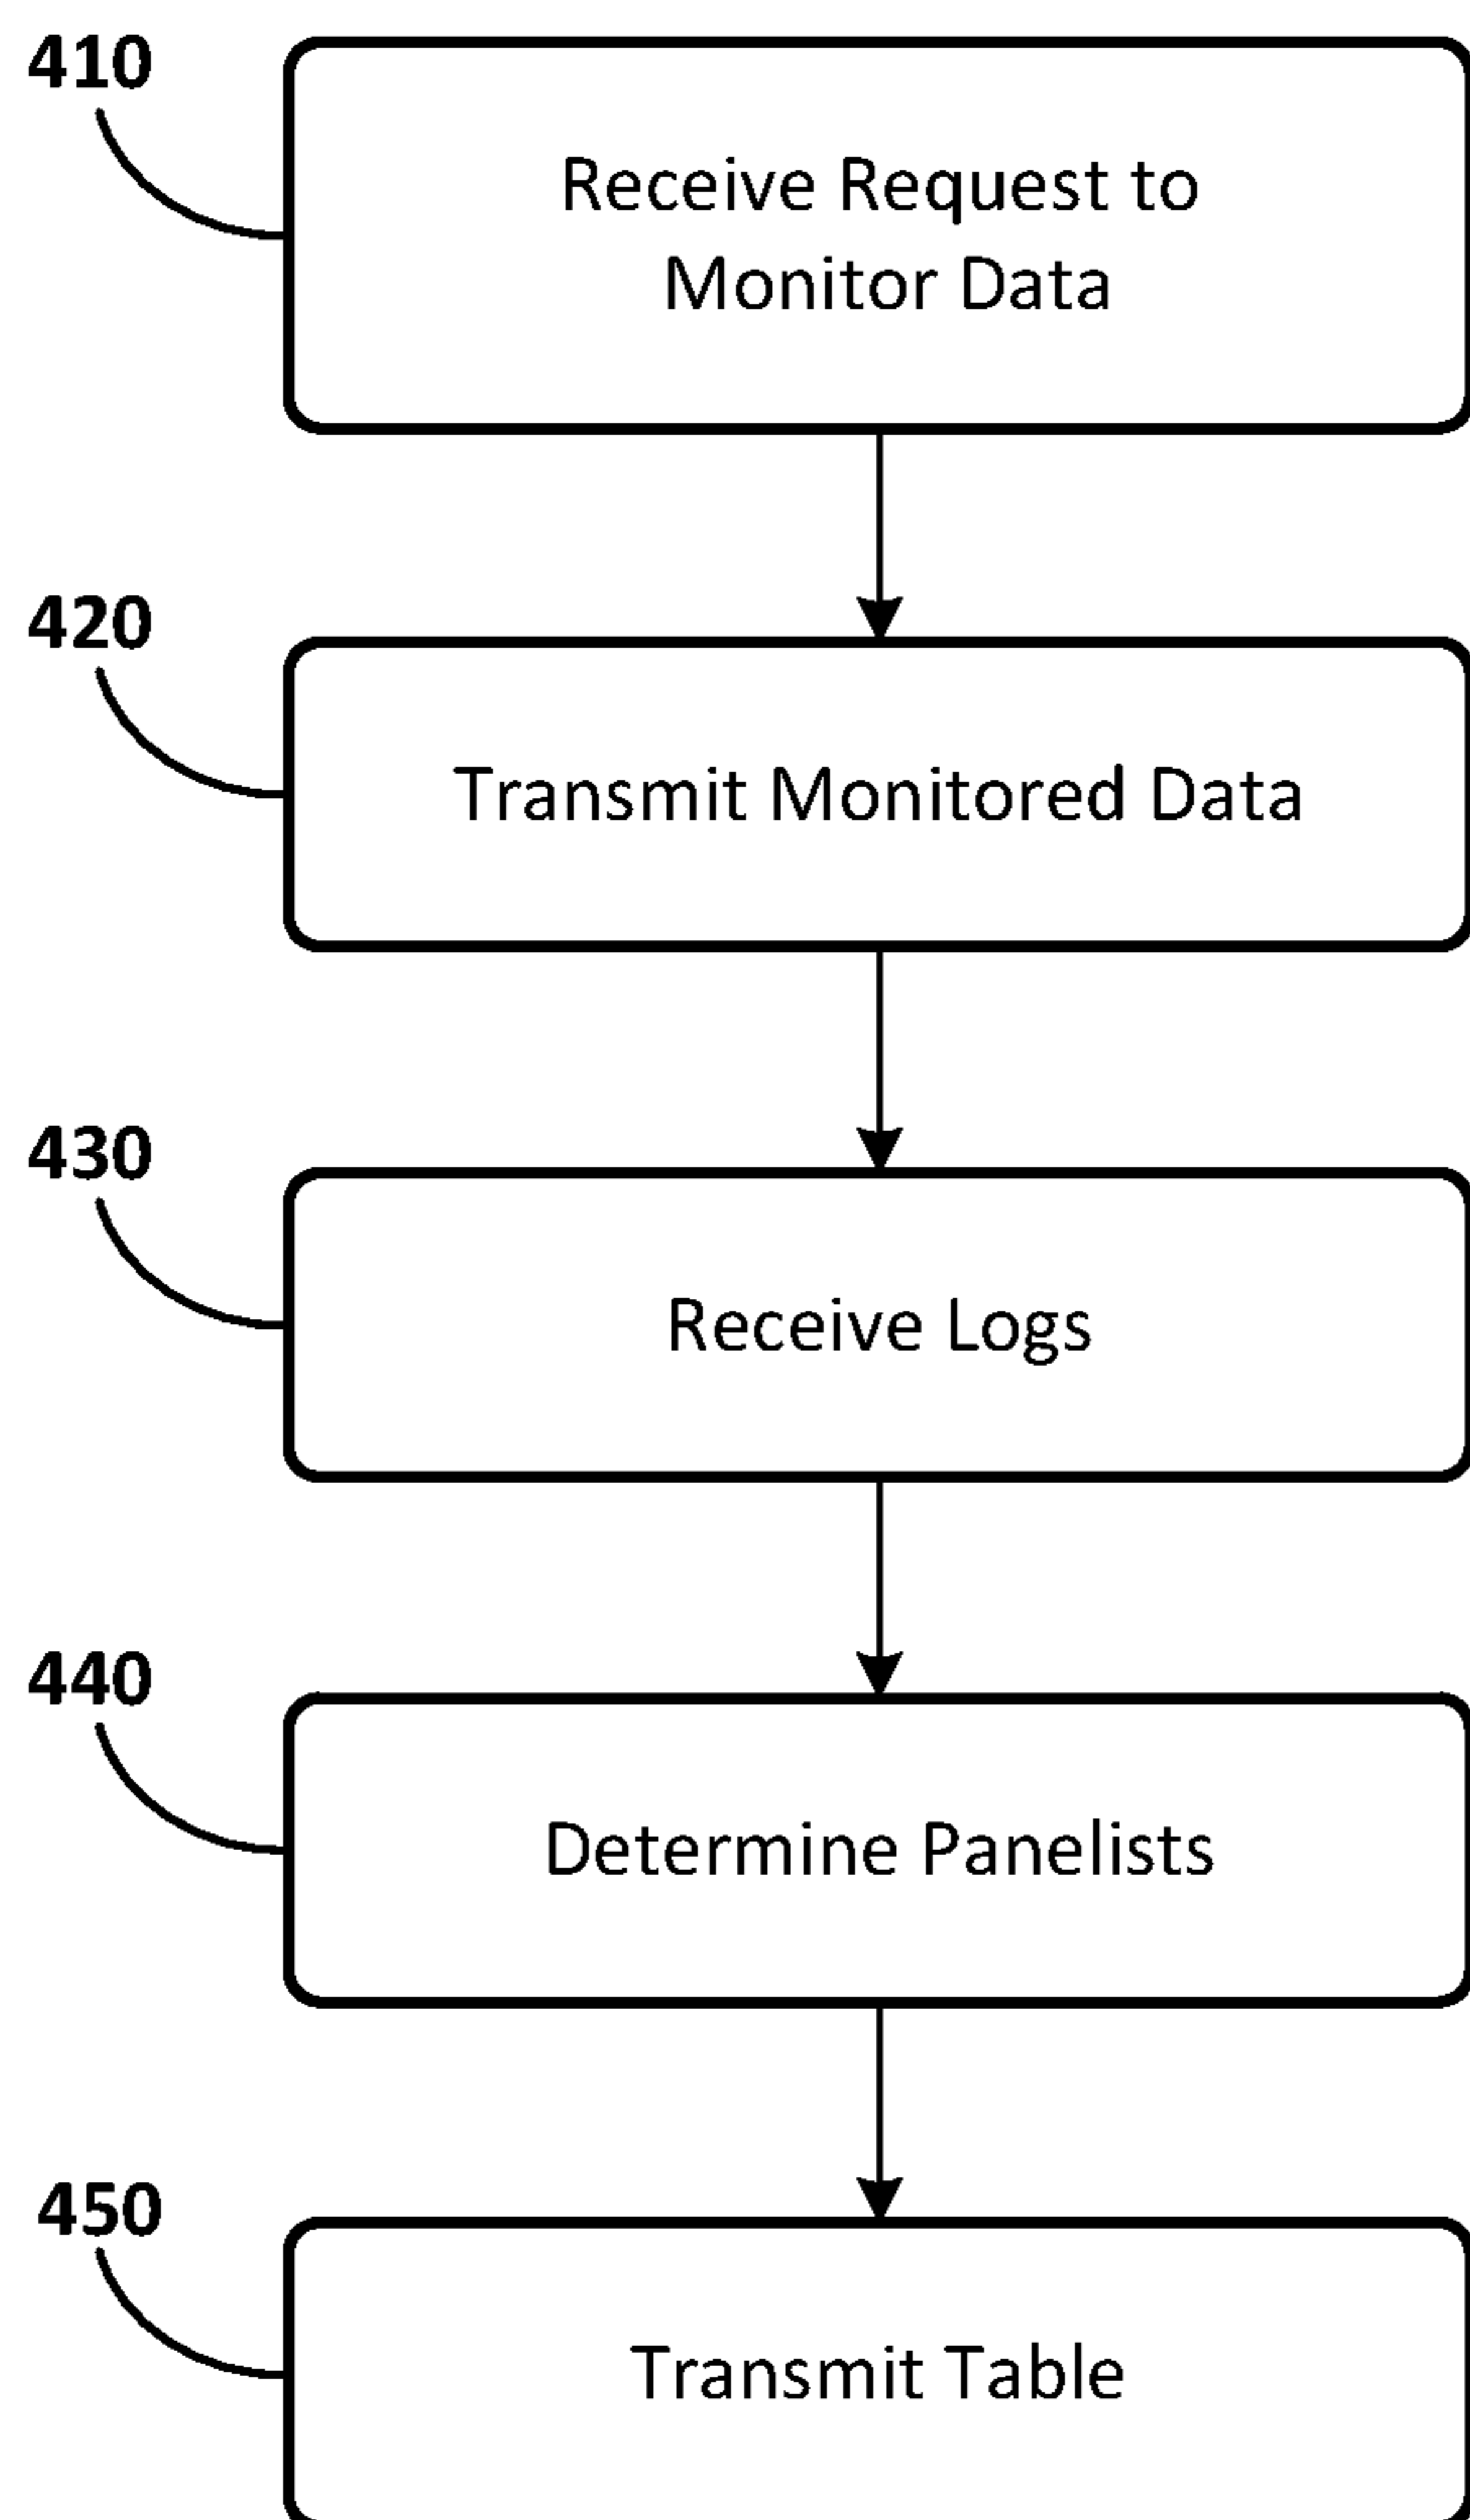 410
Receive Request to
Monitor Data
420
Transmit Monitored Data
430
Receive Logs
440
Determine Panelists
450
Transmit Table